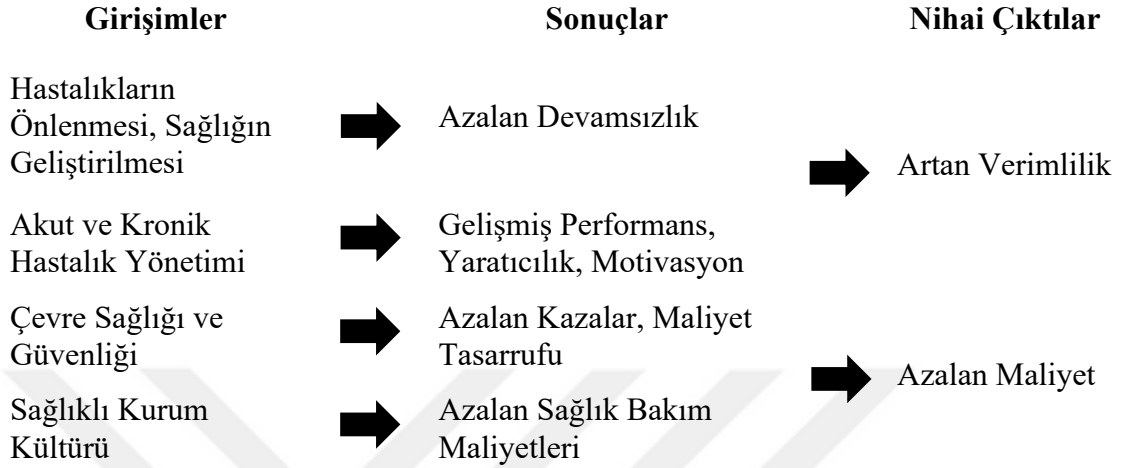 Girişimler
Sonuçlar
Nihai Çıktılar
Hastalıkların
Önlenmesi, Sağlığın
Geliştirilmesi
Azalan Devamsızlık
Artan Verimlilik
Akut ve Kronik
Hastalık Yönetimi
Gelişmiş Performans,
Yaratıcılık, Motivasyon
Çevre Sağlığı ve
Güvenliği
Azalan Kazalar, Maliyet
Tasarrufu
Azalan Maliyet
Sağlıklı Kurum
Kültürü
Azalan Sağlık Bakım
Maliyetleri